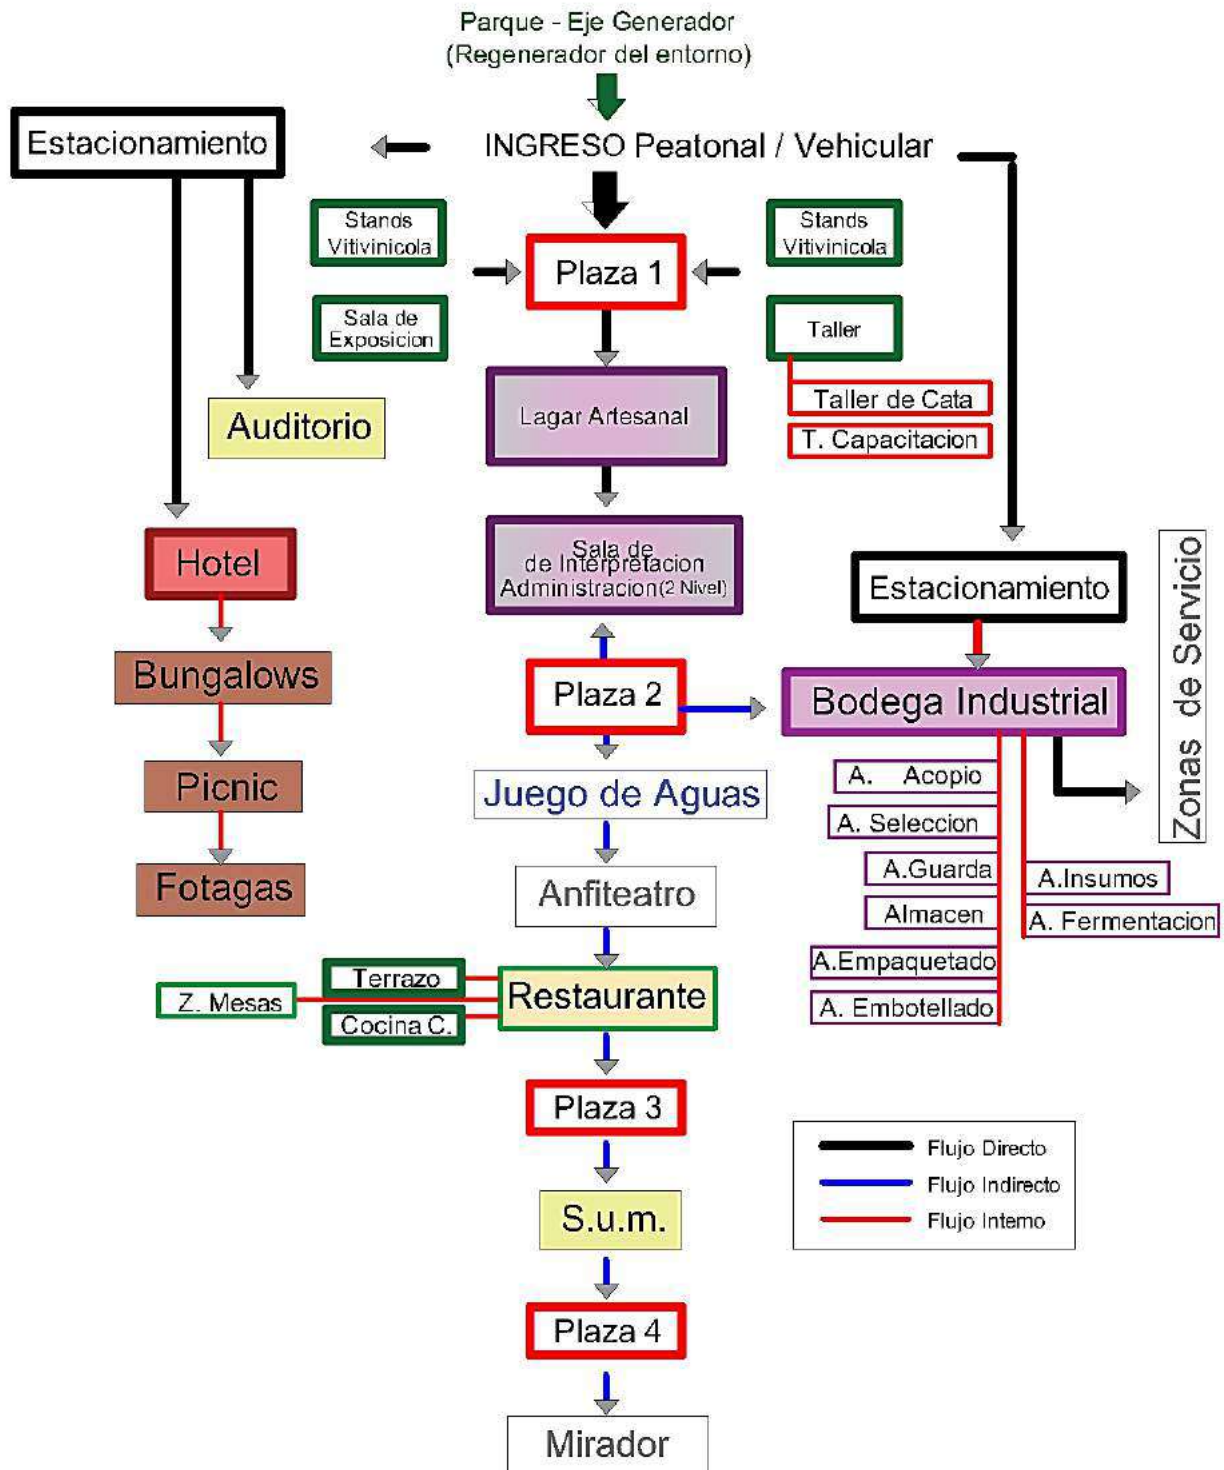 Parque - Eje Generador
(Regenerador del entorno)
Estacionamiento
INGRESO Peatonal / Vehicular
Stands
Vitivinicola
Plaza 1
Stands
Vitivinicola
Sala de
Exposicion
Taller
Taller de Cata
T. Capacitacion
Lagar Artesanal
Auditorio
Sala de
de Interpretacion
Administracion(2 Nivel)
Hotel
Estacionamiento
Zonas de Servicio
Bungalows
Plaza 2
Bodega Industrial
Picnic
Juego de Aguas
A. Acopio
A. Seleccion
A.Guarda
Almacen
A.Empaquetado
A. Embotellado
A.Insumos
A. Fermentacion
Fotagas
Anfiteatro
Terrazo
Z. Mesas
Cocina C.
Restaurante
Plaza 3
S.u.m.
Plaza 4
Mirador
Flujo Directo
Flujo Indirecto
Flujo Interno